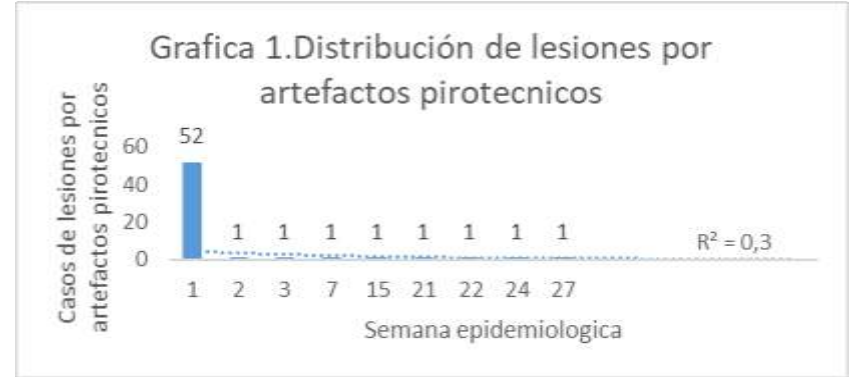 Grafica 1.Distribución de lesiones por
artefactos pirotecnicos
Casos de lesiones por
artefactos pirotecnicos
60
40
20
0
52
1 1 1 1 1 1 1 1
R² = 0,3
1 2 3 7 15 21 22 24 27
Semana epidemiologica